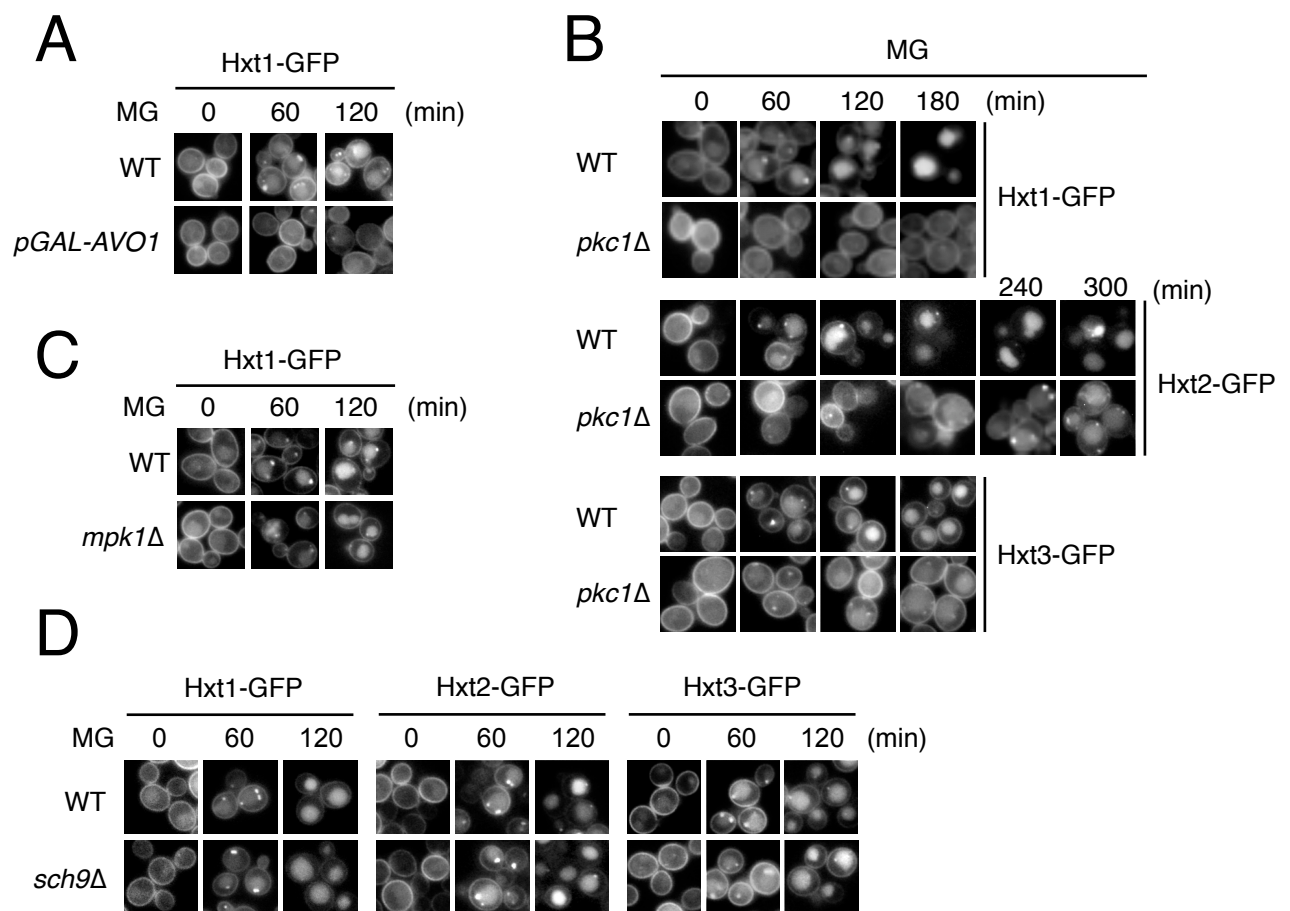 A
Hxt1-GFP
MG 0 60 120 (min)
WT
pGAL-AVO1
B
MG
0 60 120 180 (min)
WT
pkc1Δ
Hxt1-GFP
240 300 (min)
WT
pkc1Δ
Hxt2-GFP
WT
pkc1Δ
Hxt3-GFP
C
Hxt1-GFP
MG 0 60 120 (min)
WT
mpk1Δ
D
Hxt1-GFP Hxt2-GFP Hxt3-GFP
MG 0 60 120 0 60 120 0 60 120 (min)
WT
sch9Δ